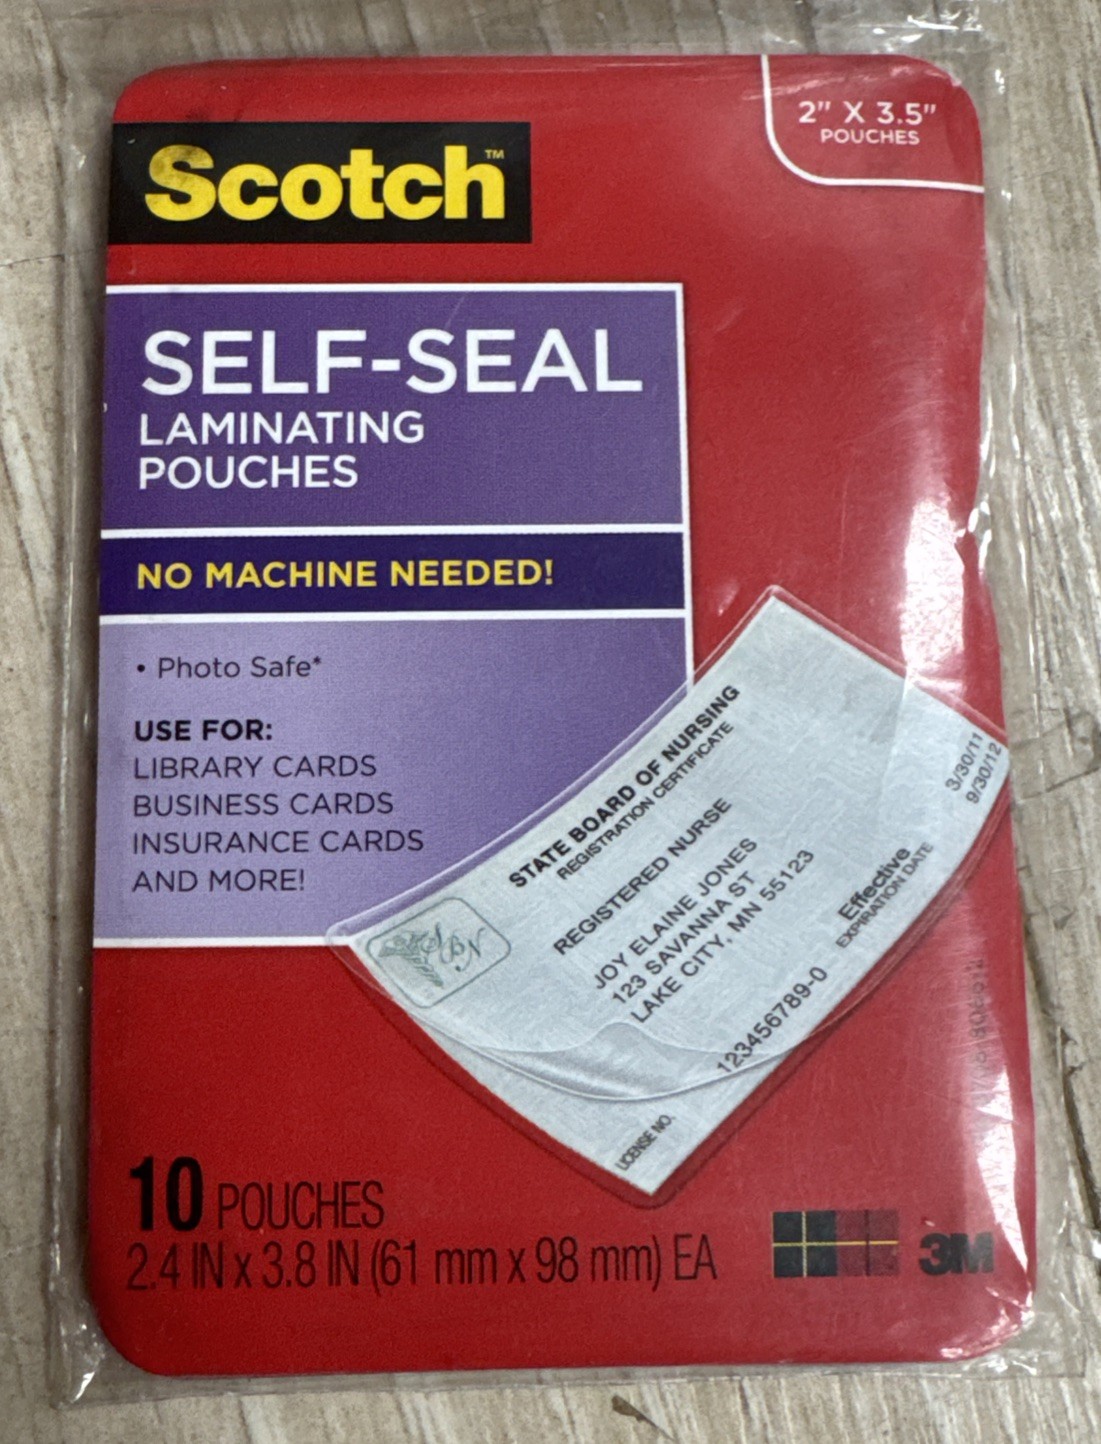 Scotch™
2" X 3.5"
POUCHES
SELF-SEAL
LAMINATING
POUCHES
NO MACHINE NEEDED!
• Photo Safe*
USE FOR:
LIBRARY CARDS
BUSINESS CARDS
INSURANCE CARDS
AND MORE!
STATE BOARD OF NURSING
REGISTRATION CERTIFICATE
REGISTERED NURSE
JOY ELAINE JONES
123 SAVANNA ST
LAKE CITY, MN 55123
3/30/11
9/30/12
Effective
EXPIRATION DATE
SBN
123456789-0
LICENSE NO.
10 POUCHES
2.4 IN x 3.8 IN (61 mm x 98 mm) EA
3M